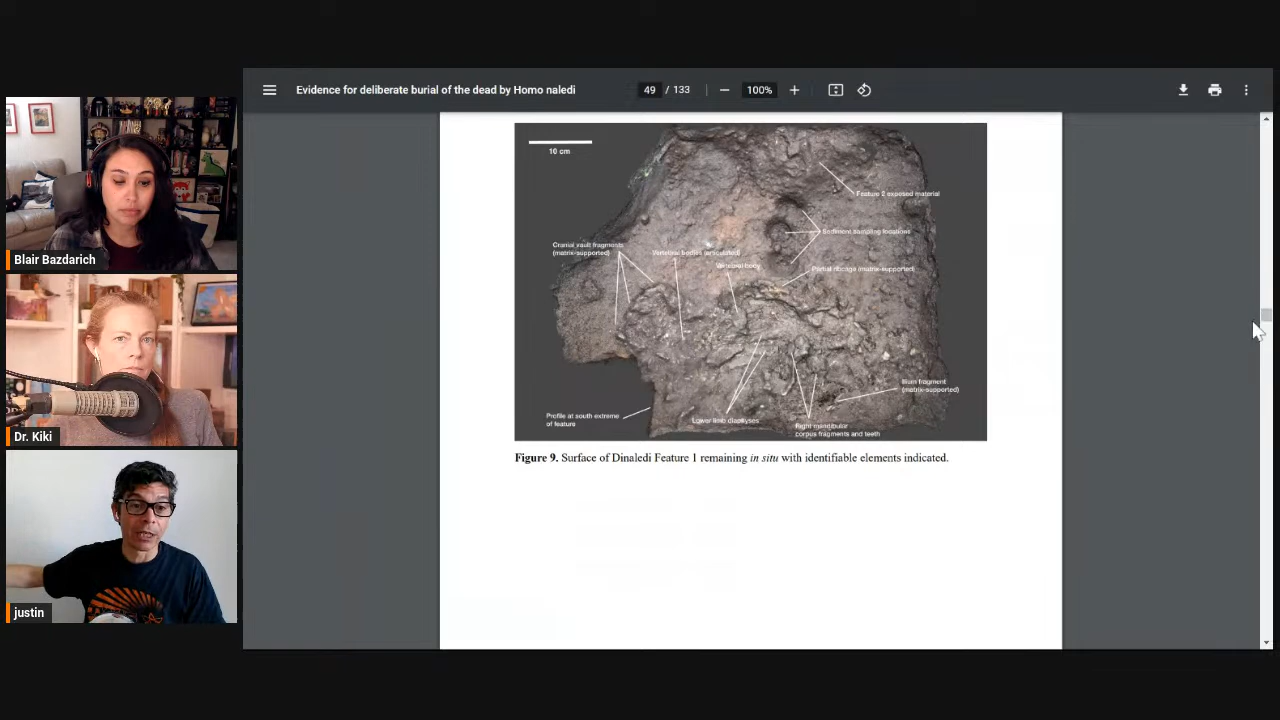 Evidence for deliberate burial of the dead by Homo naledi
49 / 133
100%
10 cm
Feature 2 exposed material
Sediment sampling locations
Cranial vault fragments
(matrix-supported)
Vertebral bodies (articulated)
Vertebral body
Partial ribcage (matrix-supported)
Ilium fragment
(matrix-supported)
Profile at south extreme
of feature
Lower limb diaphyses
Right mandibular
corpus fragments and teeth
Figure 9. Surface of Dinaledi Feature 1 remaining in situ with identifiable elements indicated.
Blair Bazdarich
Dr. Kiki
justin